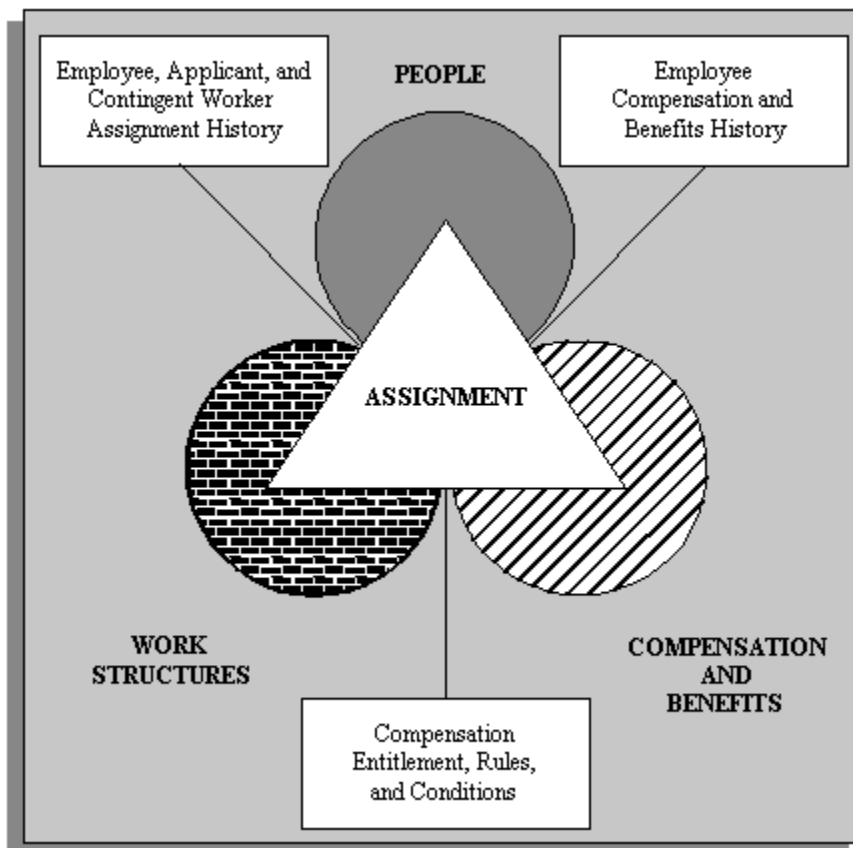 Employee, Applicant, and
Contingent Worker
Assignment History
PEOPLE
Employee
Compensation and
Benefits History
ASSIGNMENT
WORK
STRUCTURES
COMPENSATION
AND
BENEFITS
Compensation
Entitlement, Rules,
and Conditions